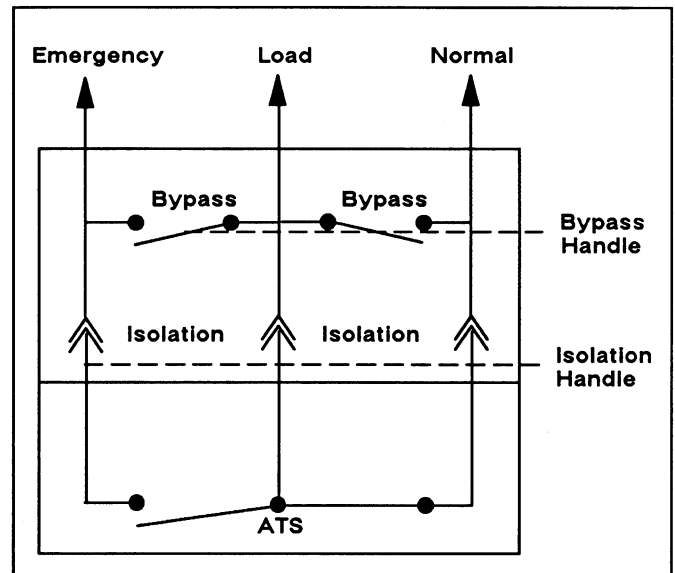 Emergency Load Normal
Bypass Bypass
Bypass
Handle
Isolation Isolation
Isolation
Handle
ATS